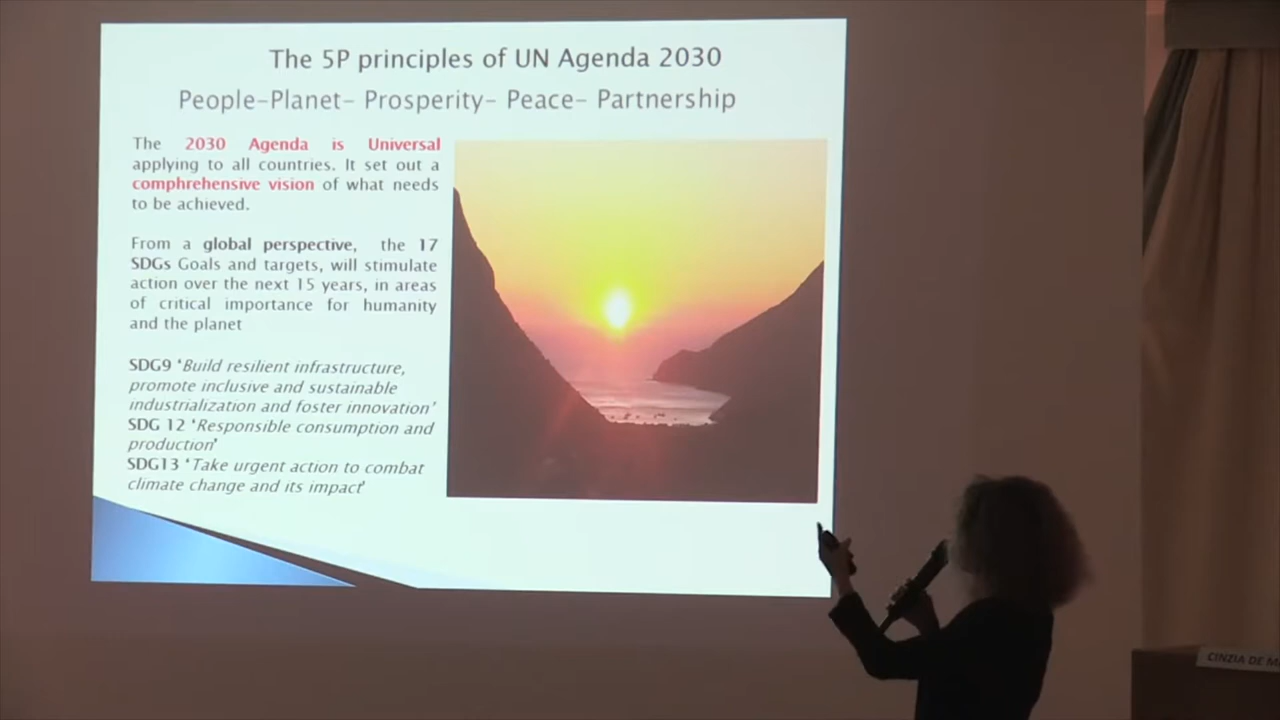 The 5P principles of UN Agenda 2030
People-Planet- Prosperity- Peace- Partnership
The 2030 Agenda is Universal
applying to all countries. It set out a
comphrehensive vision of what needs
to be achieved.
From a global perspective, the 17
SDGs Goals and targets, will stimulate
action over the next 15 years, in areas
of critical importance for humanity
and the planet
SDG9 ‘Build resilient infrastructure,
promote inclusive and sustainable
industrialization and foster innovation’
SDG 12 ‘Responsible consumption and
production’
SDG13 ‘Take urgent action to combat
climate change and its impact’
CINZIA DE M